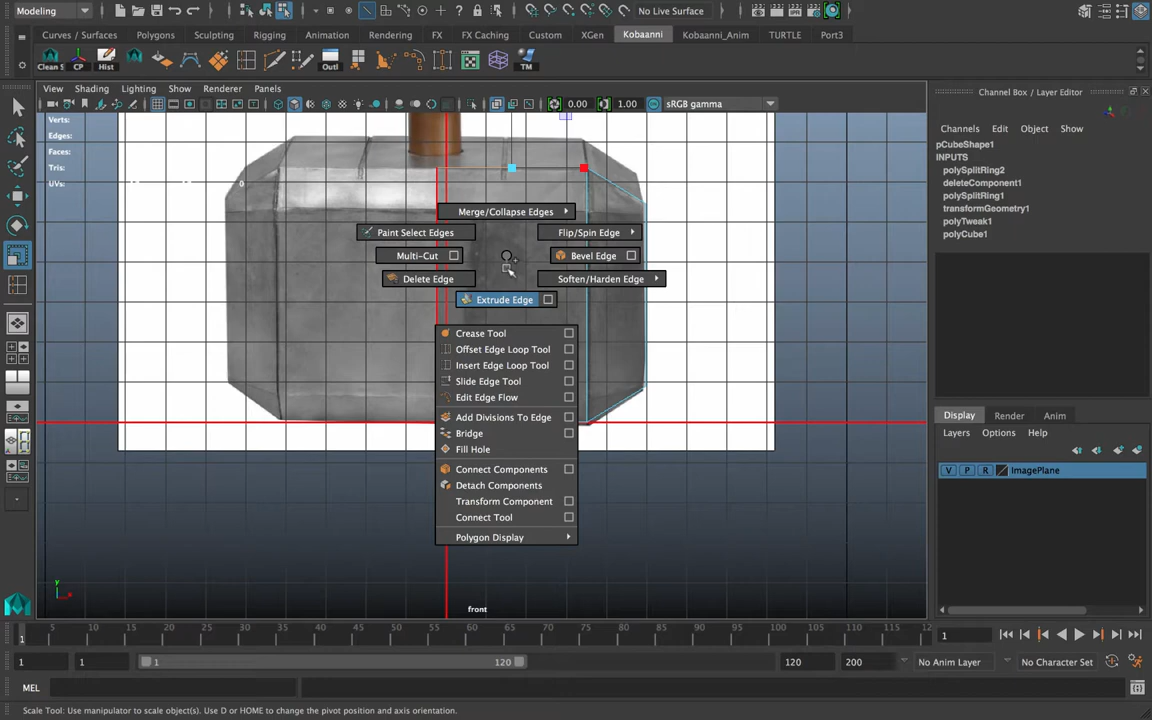 Modeling
No Live Surface
Curves / Surfaces Polygons Sculpting Rigging Animation Rendering FX FX Caching Custom XGen Kobaanni Kobaanni_Anim TURTLE Port3
Clean S CP Hist Outl TM
View Shading Lighting Show Renderer Panels
0.00 1.00 sRGB gamma
Verts:
Edges:
Faces:
Tris:
UVs:
0
Merge/Collapse Edges
Paint Select Edges
Flip/Spin Edge
Multi-Cut
Bevel Edge
Delete Edge
Soften/Harden Edge
Extrude Edge
Crease Tool
Offset Edge Loop Tool
Insert Edge Loop Tool
Slide Edge Tool
Edit Edge Flow
Add Divisions To Edge
Bridge
Fill Hole
Connect Components
Detach Components
Transform Component
Connect Tool
Polygon Display
y
x
front
Channel Box / Layer Editor
Channels Edit Object Show
pCubeShape1
INPUTS
polySplitRing2
deleteComponent1
polySplitRing1
transformGeometry1
polyTweak1
polyCube1
Display Render Anim
Layers Options Help
V P R ImagePlane
5 10 15 20 25 30 35 40 45 50 55 60 65 70 75 80 85 90 95 100 105 110 115 12
1
1
1 1 1 120 120 200 No Anim Layer No Character Set
MEL
Scale Tool: Use manipulator to scale object(s). Use D or HOME to change the pivot position and axis orientation.